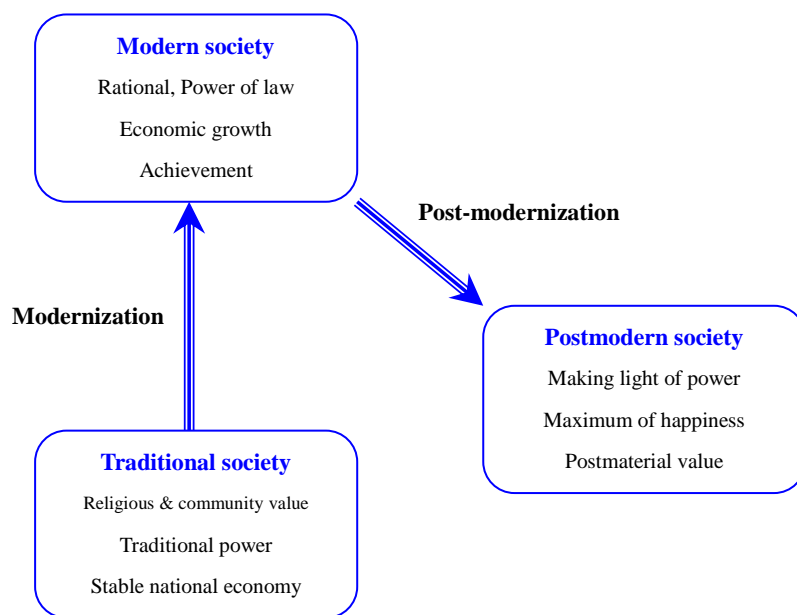 Modern society
Rational, Power of law
Economic growth
Achievement
Post-modernization
Modernization
Postmodern society
Making light of power
Maximum of happiness
Postmaterial value
Traditional society
Religious & community value
Traditional power
Stable national economy